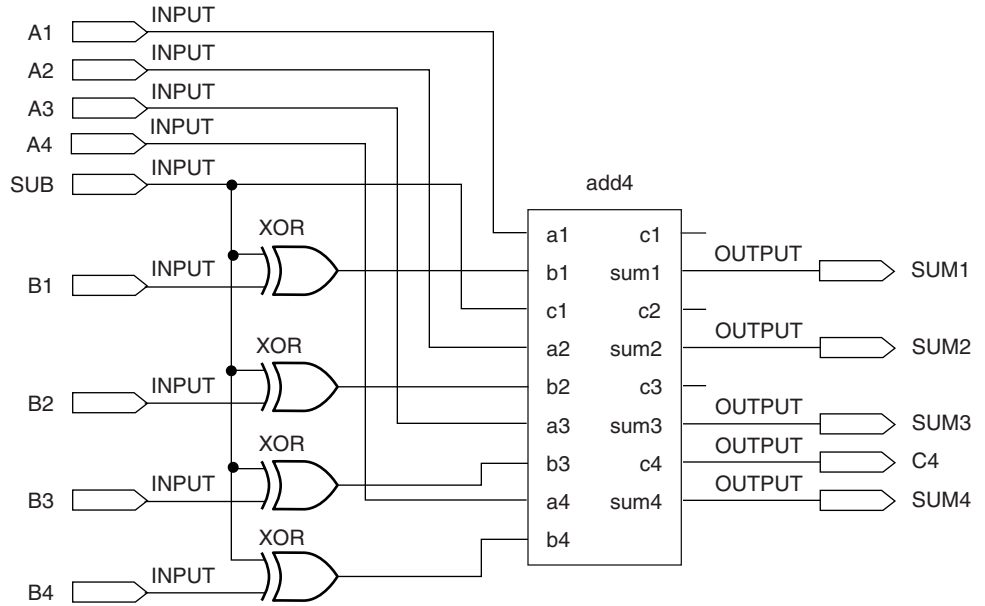 A1 INPUT
A2 INPUT
A3 INPUT
A4 INPUT
SUB INPUT
add4
XOR
a1 c1
OUTPUT
b1 sum1 SUM1
B1 INPUT
c1 c2
OUTPUT
XOR
a2 sum2 SUM2
b2 c3
B2 INPUT
OUTPUT
a3 sum3 SUM3
XOR
OUTPUT
b3 c4 C4
B3 INPUT
OUTPUT
a4 sum4 SUM4
XOR
b4
B4 INPUT